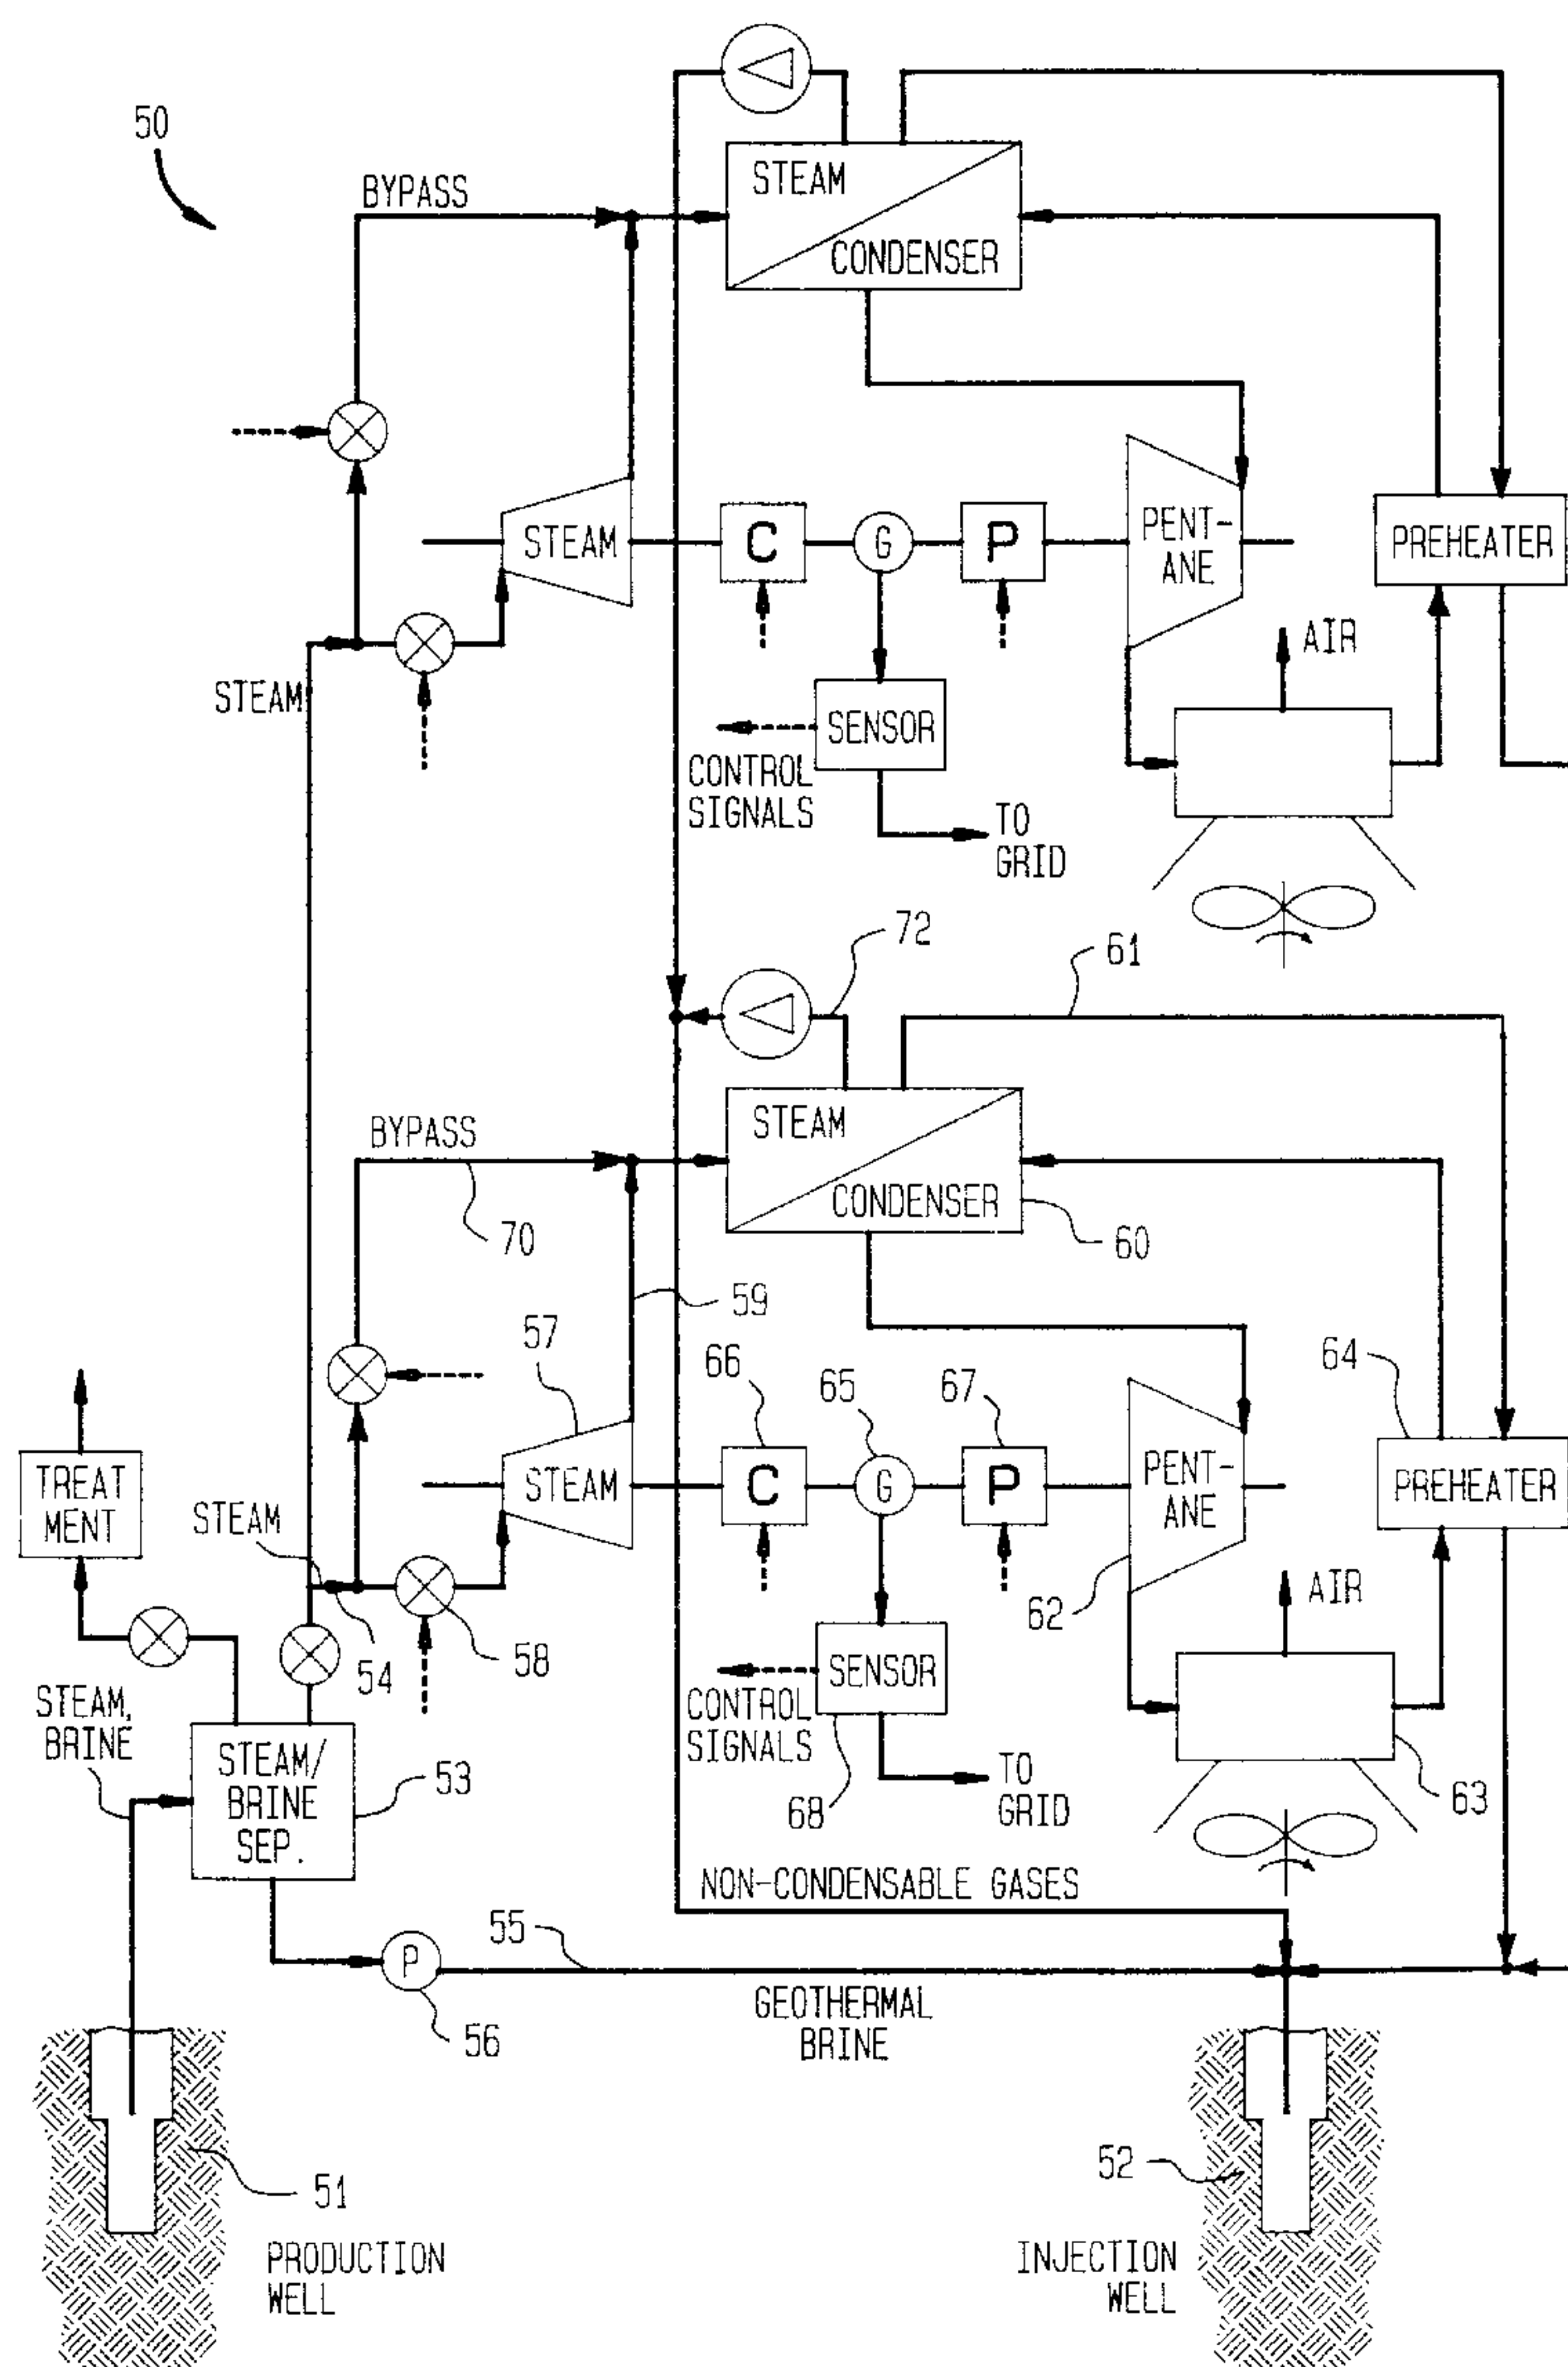 50
BYPASS
STEAM
CONDENSER
STEAM
C
G
P
PENT-
ANE
PREHEATER
STEAM
AIR
SENSOR
CONTROL
SIGNALS
TO
GRID
72
61
STEAM
BYPASS
CONDENSER
70
60
59
57
66
65
67
64
TREAT
MENT
STEAM
STEAM
C
G
P
PENT-
ANE
PREHEATER
62
AIR
58
54
SENSOR
STEAM,
BRINE
CONTROL
SIGNALS
STEAM/
BRINE
SEP.
53
68
TO
GRID
63
NON-CONDENSABLE GASES
55
P
GEOTHERMAL
BRINE
56
51
52
PRODUCTION
WELL
INJECTION
WELL